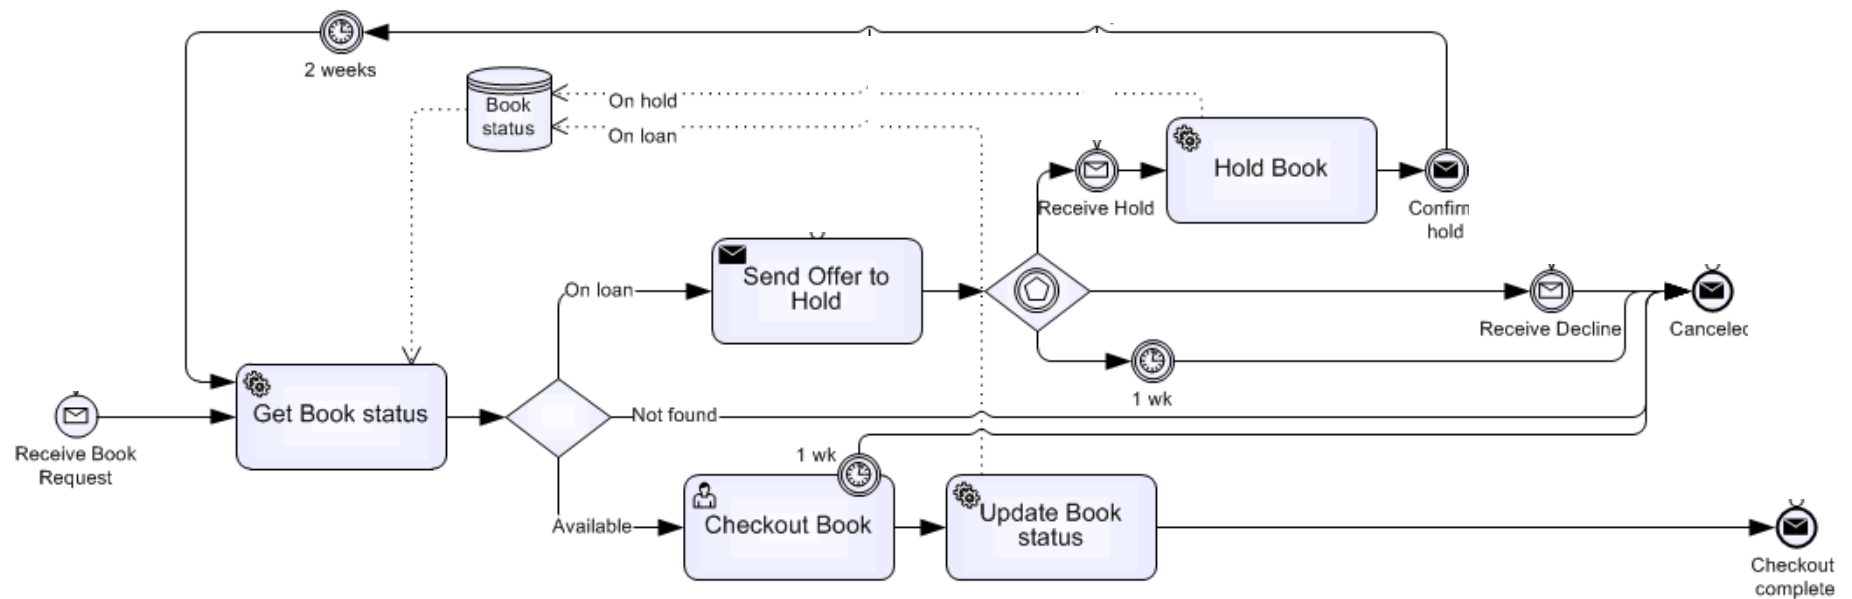 2 weeks
Book
status
On hold
On loan
Hold Book
Receive Hold
Confirm
hold
Send Offer to
Hold
On loan
Receive Decline
Canceled
1 wk
Get Book status
Not found
Receive Book
Request
1 wk
Available
Checkout Book
Update Book
status
Checkout
complete